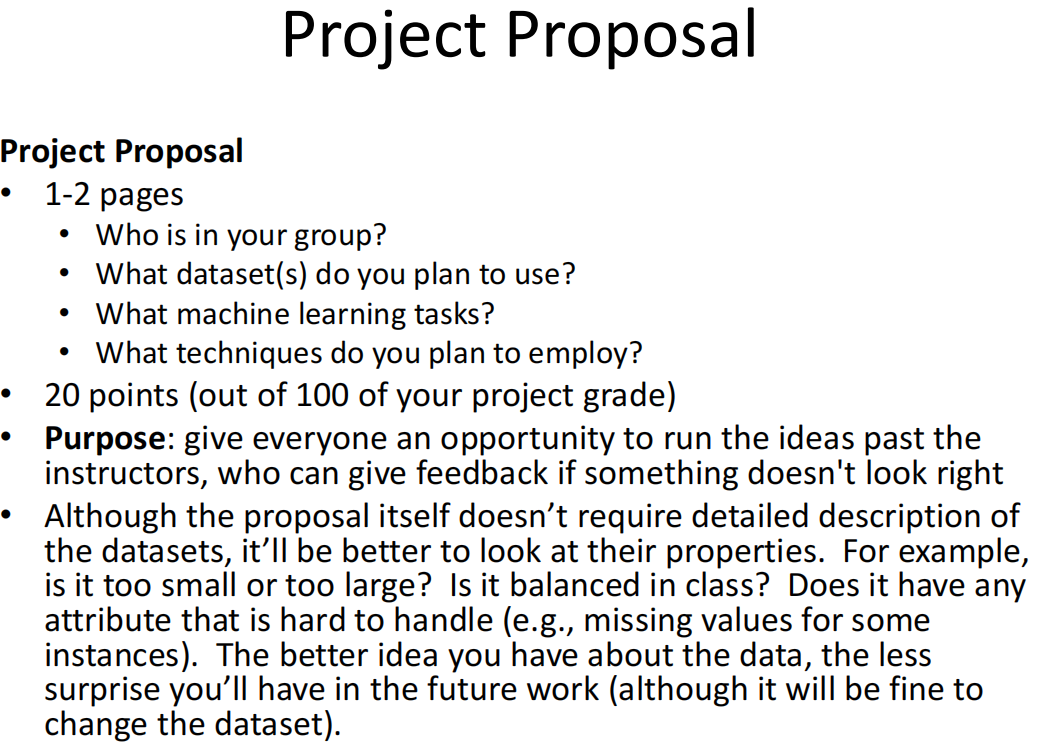 Project Proposal
Project Proposal
• 1-2 pages
• Who is in your group?
• What dataset(s) do you plan to use?
• What machine learning tasks?
• What techniques do you plan to employ?
• 20 points (out of 100 of your project grade)
• Purpose: give everyone an opportunity to run the ideas past the
instructors, who can give feedback if something doesn't look right
• Although the proposal itself doesn’t require detailed description of
the datasets, it’ll be better to look at their properties.  For example,
is it too small or too large?  Is it balanced in class?  Does it have any
attribute that is hard to handle (e.g., missing values for some
instances).  The better idea you have about the data, the less
surprise you’ll have in the future work (although it will be fine to
change the dataset).